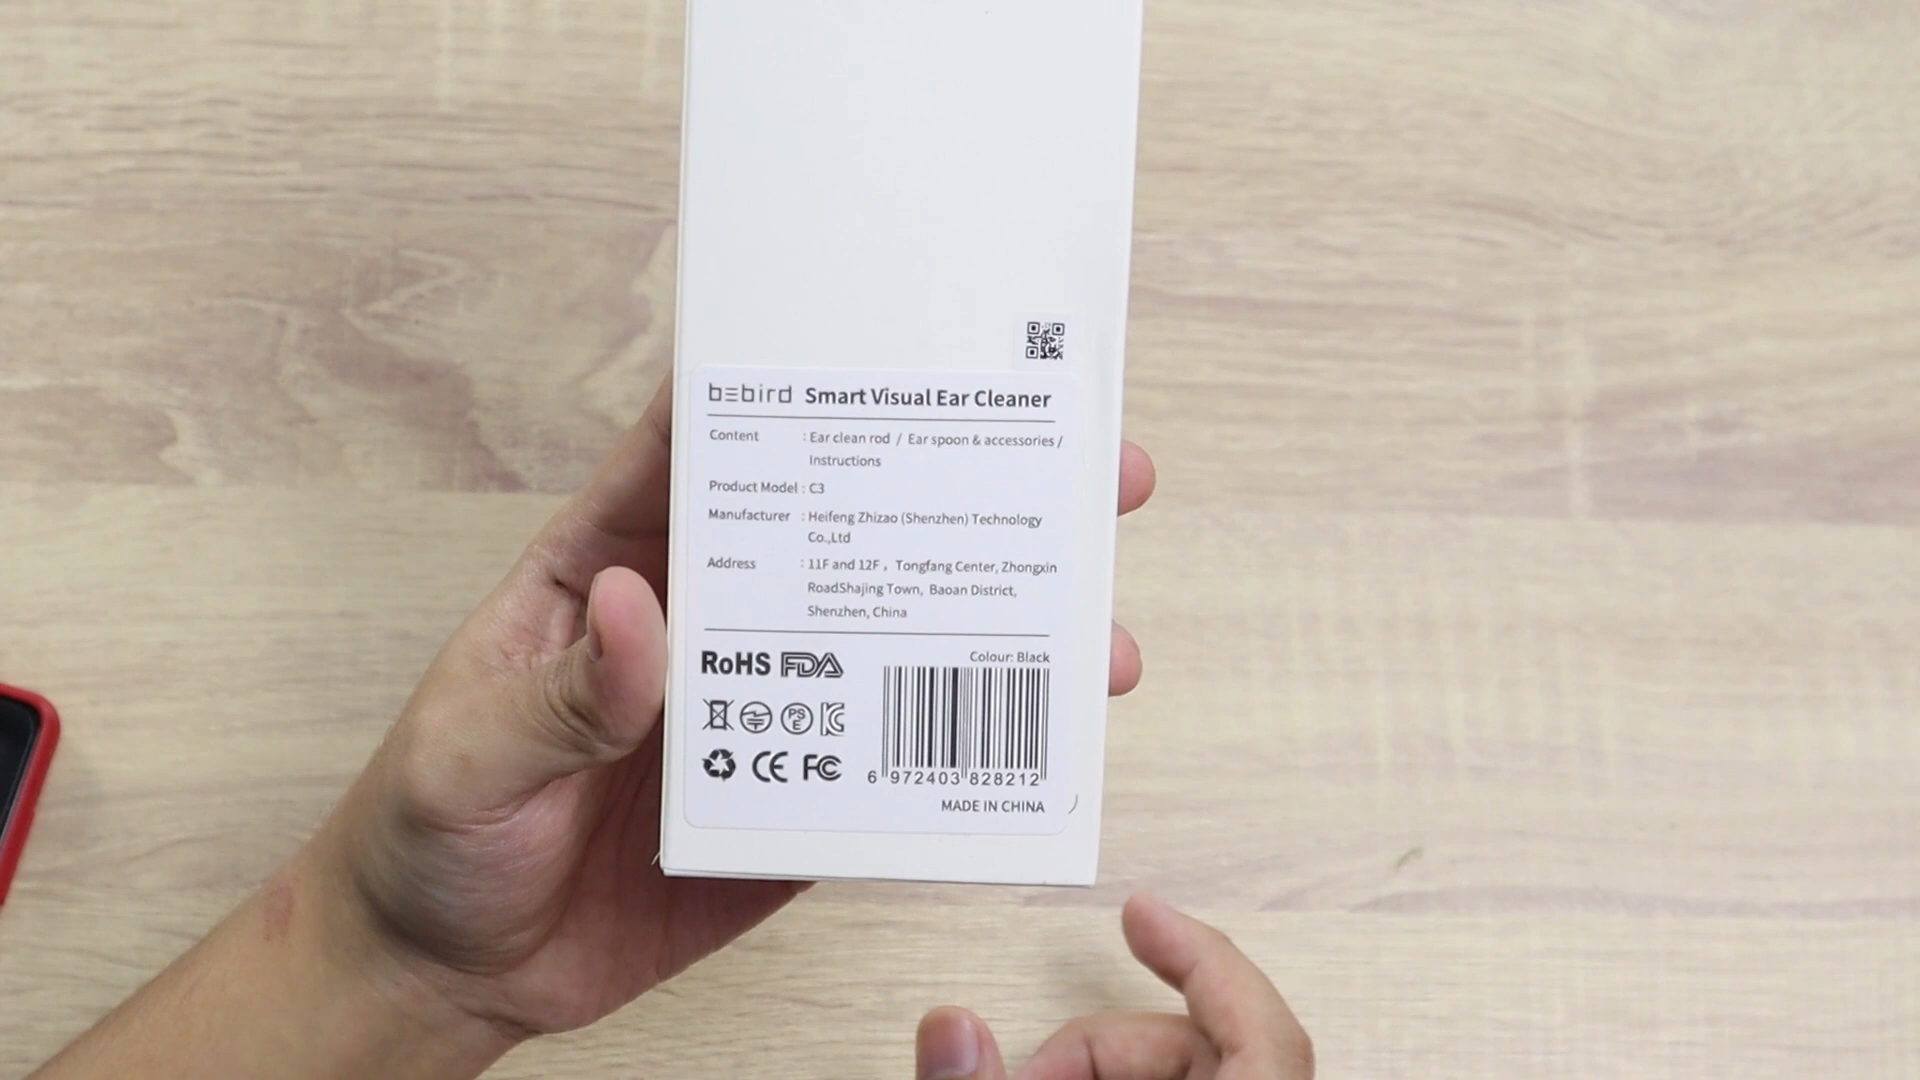 bebird Smart Visual Ear Cleaner
Content : Ear clean rod / Ear spoon & accessories /
Instructions
Product Model : C3
Manufacturer : Heifeng Zhizao (Shenzhen) Technology
Co.,Ltd
Address : 11F and 12F，Tongfang Center, Zhongxin
RoadShajing Town, Baoan District,
Shenzhen, China
RoHS FDA
Colour: Black
PS
E
CE FC
6 972403 828212
MADE IN CHINA